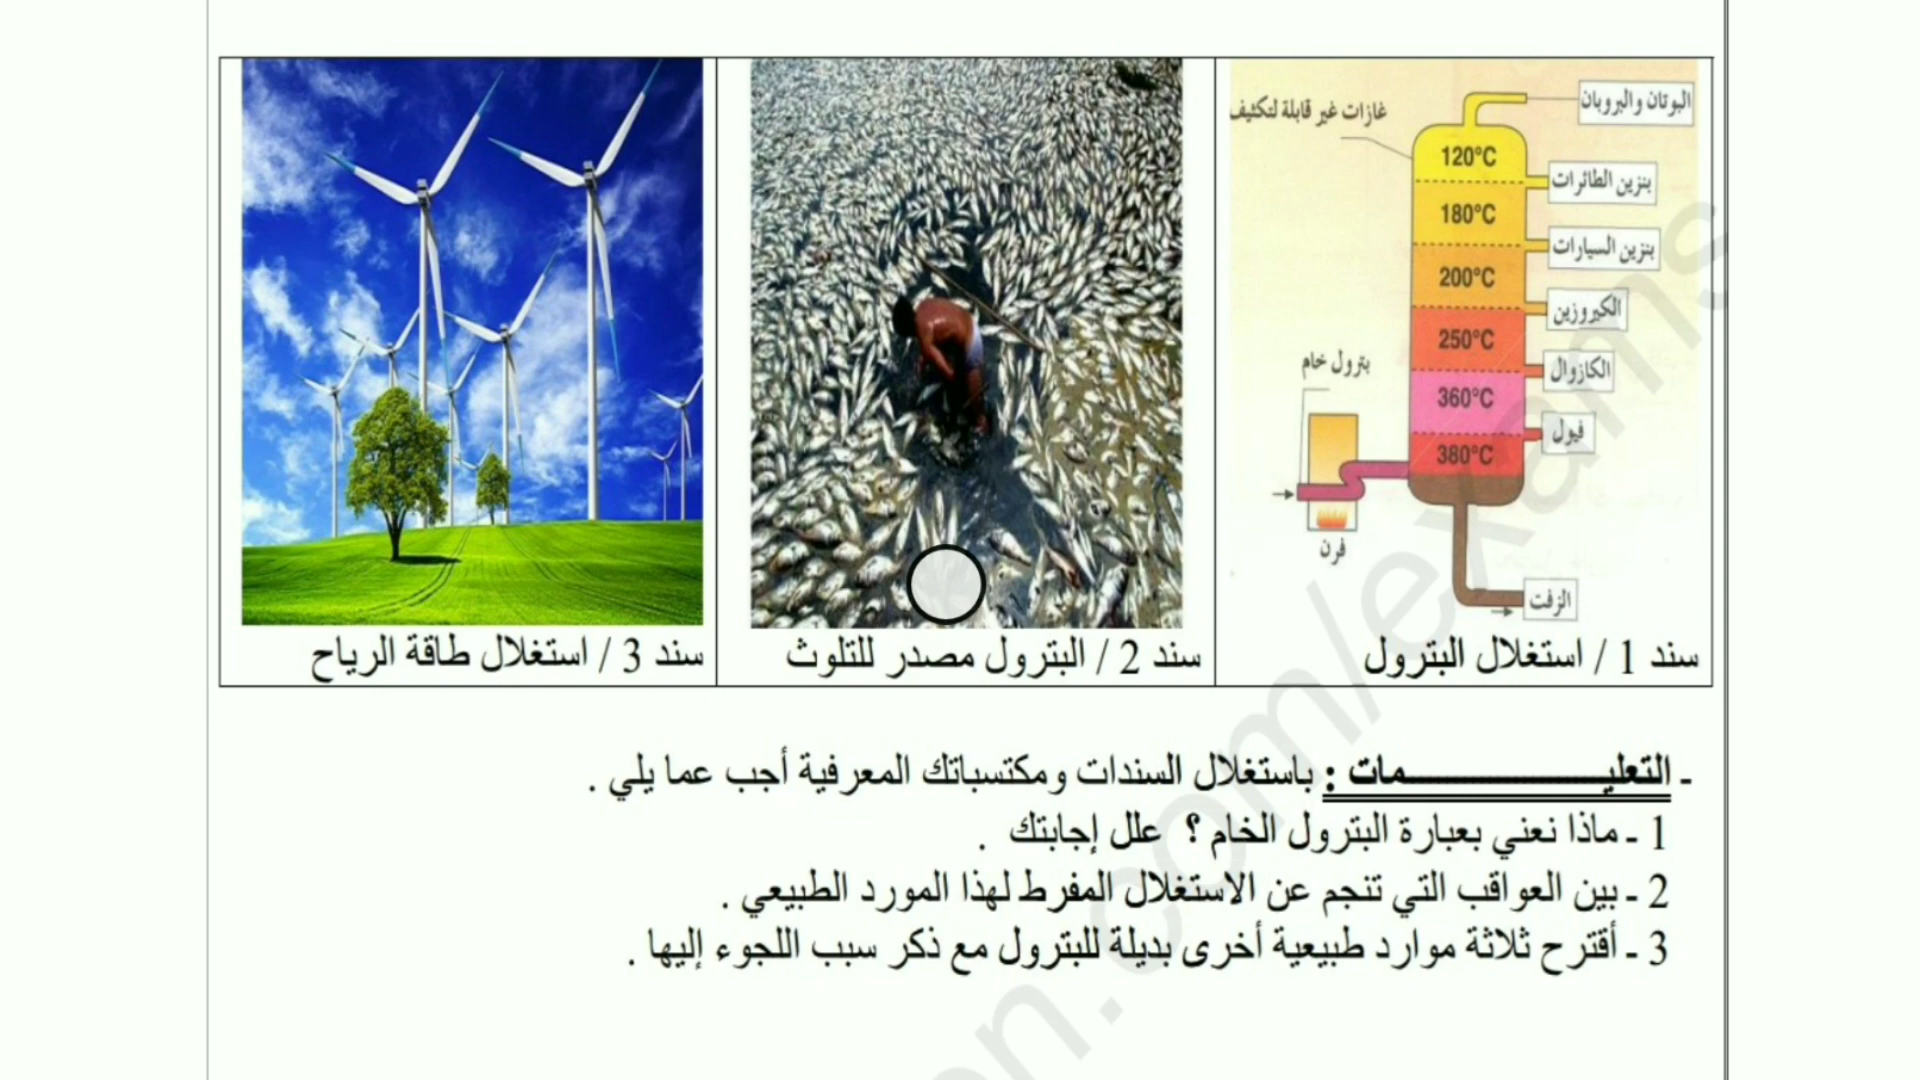 البوتان والبروبان
غازات غير قابلة لتكثيف
120°C
بنزين الطائرات
180°C
بنزين السيارات
200°C
الكيروزين
250°C
الكازوال
بترول خام
360°C
فيول
380°C
فرن
الزفت
سند 1 / استغلال البترول
سند 2 / البترول مصدر للتلوث
سند 3 / استغلال طاقة الرياح
ـ التعليـــــــــمات : باستغلال السندات ومكتسباتك المعرفية أجب عما يلي .
1 ـ ماذا نعني بعبارة البترول الخام ؟ علل إجابتك .
2 ـ بين العواقب التي تنجم عن الاستغلال المفرط لهذا المورد الطبيعي .
3 ـ أقترح ثلاثة موارد طبيعية أخرى بديلة للبترول مع ذكر سبب اللجوء إليها .
n.com/exams